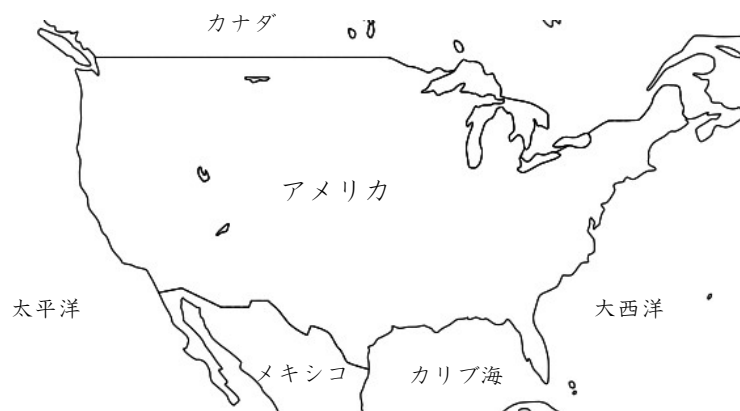 カナダ
アメリカ
太平洋
大西洋
メキシコ
カリブ海